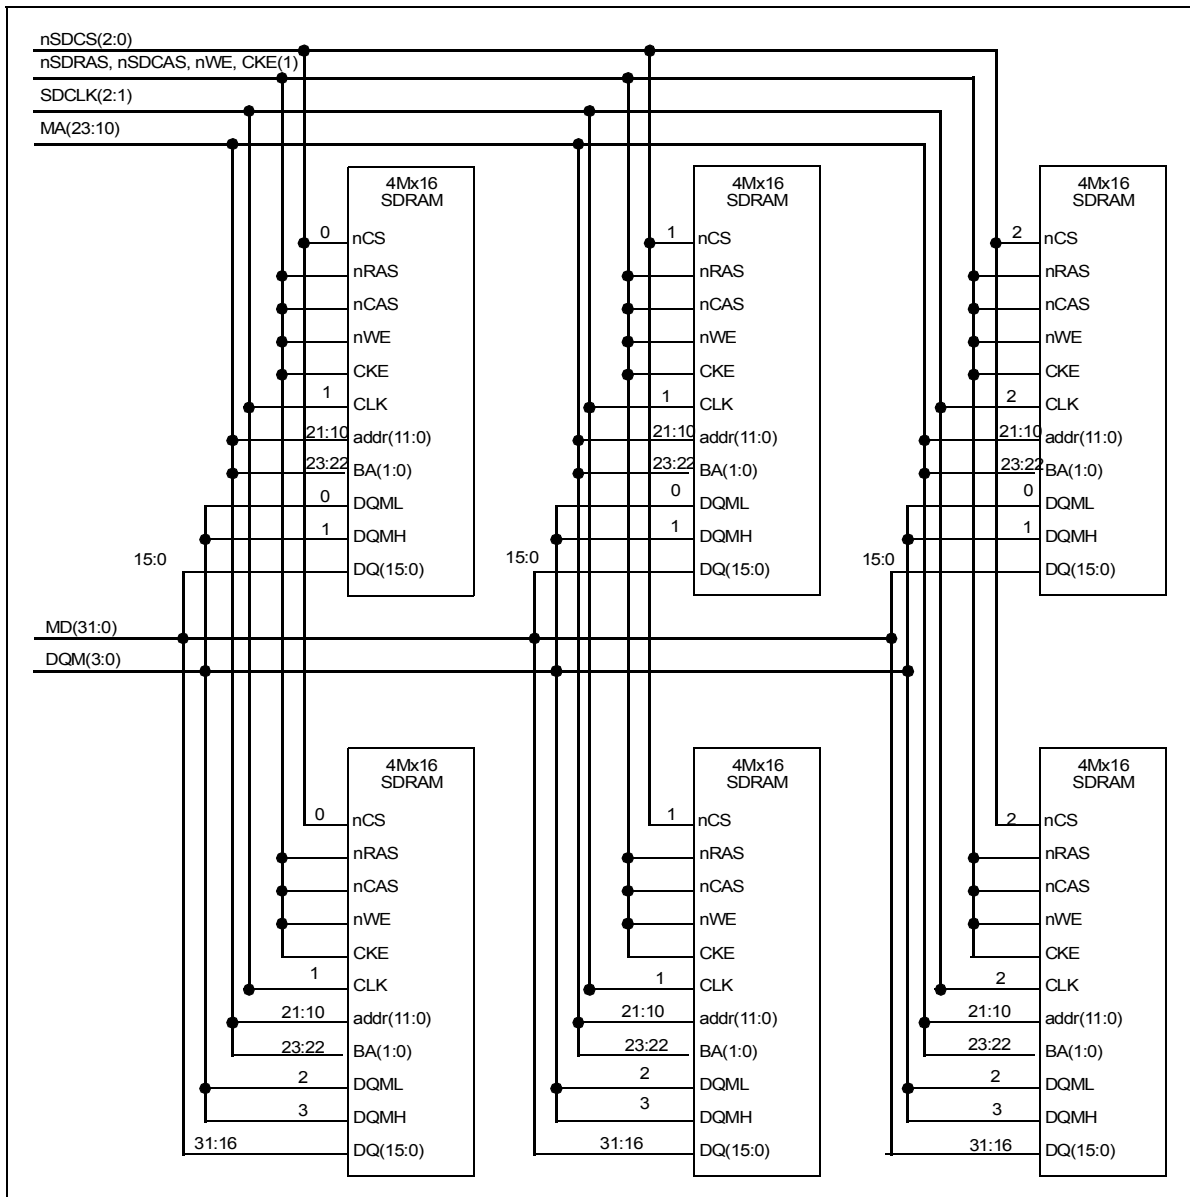 nSDCS(2:0)
nSDRAS, nSDCAS, nWE, CKE(1)
SDCLK(2:1)
MA(23:10)
4Mx16
SDRAM
0 nCS
nRAS
nCAS
nWE
CKE
1 CLK
21:10 addr(11:0)
23:22 BA(1:0)
0 DQML
1 DQMH
15:0 DQ(15:0)
4Mx16
SDRAM
1 nCS
nRAS
nCAS
nWE
CKE
1 CLK
21:10 addr(11:0)
23:22 BA(1:0)
0 DQML
1 DQMH
15:0 DQ(15:0)
4Mx16
SDRAM
2 nCS
nRAS
nCAS
nWE
CKE
2 CLK
21:10 addr(11:0)
23:22 BA(1:0)
0 DQML
1 DQMH
15:0 DQ(15:0)
MD(31:0)
DQM(3:0)
4Mx16
SDRAM
0 nCS
nRAS
nCAS
nWE
CKE
1 CLK
21:10 addr(11:0)
23:22 BA(1:0)
2 DQML
3 DQMH
31:16 DQ(15:0)
4Mx16
SDRAM
1 nCS
nRAS
nCAS
nWE
CKE
1 CLK
21:10 addr(11:0)
23:22 BA(1:0)
2 DQML
3 DQMH
31:16 DQ(15:0)
4Mx16
SDRAM
2 nCS
nRAS
nCAS
nWE
CKE
2 CLK
21:10 addr(11:0)
23:22 BA(1:0)
2 DQML
3 DQMH
31:16 DQ(15:0)